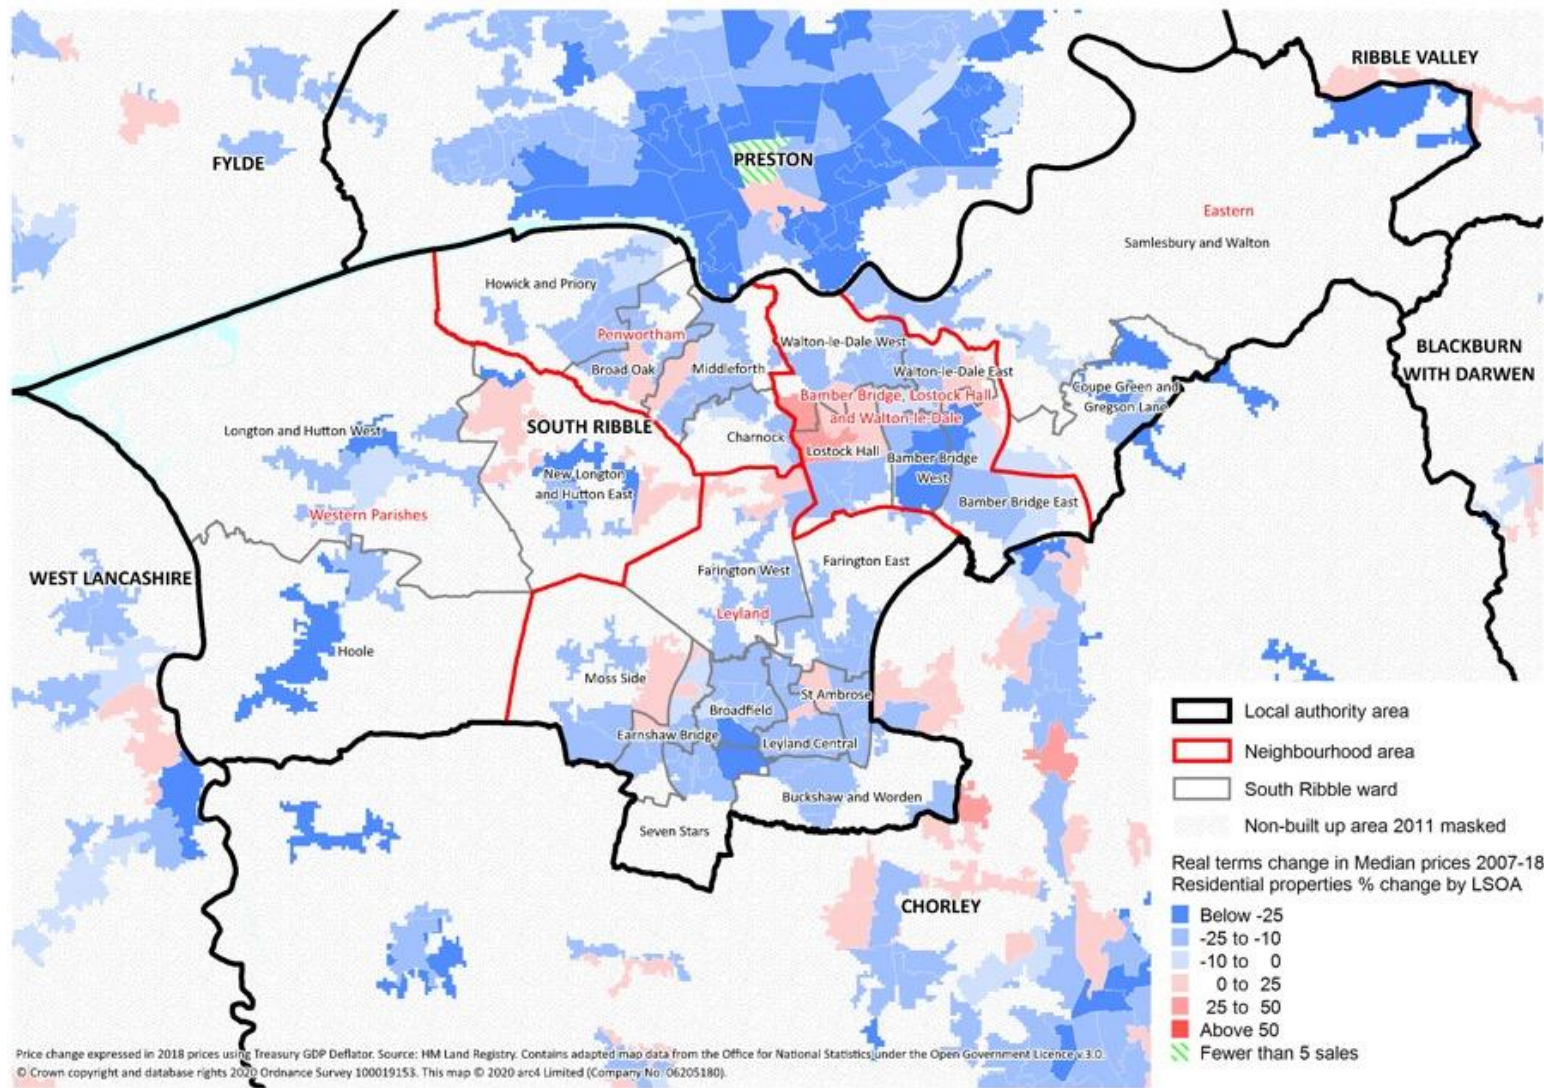 RIBBLE VALLEY
FYLDE
PRESTON
Eastern
Samlesbury and Walton
Howick and Priory
Penwortham
Walton-le-Dale West
BLACKBURN
WITH DARWEN
Broad Oak
Middleforth
Walton-le-Dale East
Coupe Green and
Gregson Lane
Bamber Bridge, Lostock Hall
and Walton-le-Dale
Longton and Hutton West
SOUTH RIBBLE
Charnock
Lostock Hall
Bamber Bridge
West
New Longton
and Hutton East
Bamber Bridge East
Western Parishes
WEST LANCASHIRE
Farington West
Farington East
Leyland
Hoole
Moss Side
St Ambrose
Broadfield
Earnshaw Bridge
Leyland Central
Buckshaw and Worden
Seven Stars
CHORLEY
Local authority area
Neighbourhood area
South Ribble ward
Non-built up area 2011 masked
Real terms change in Median prices 2007-18
Residential properties % change by LSOA
Below -25
-25 to -10
-10 to 0
0 to 25
25 to 50
Above 50
Fewer than 5 sales
Price change expressed in 2018 prices using Treasury GDP Deflator. Source: HM Land Registry. Contains adapted map data from the Office for National Statistics under the Open Government Licence v.3.0.
© Crown copyright and database rights 2020 Ordnance Survey 100019153. This map © 2020 arc4 Limited (Company No. 06205180).